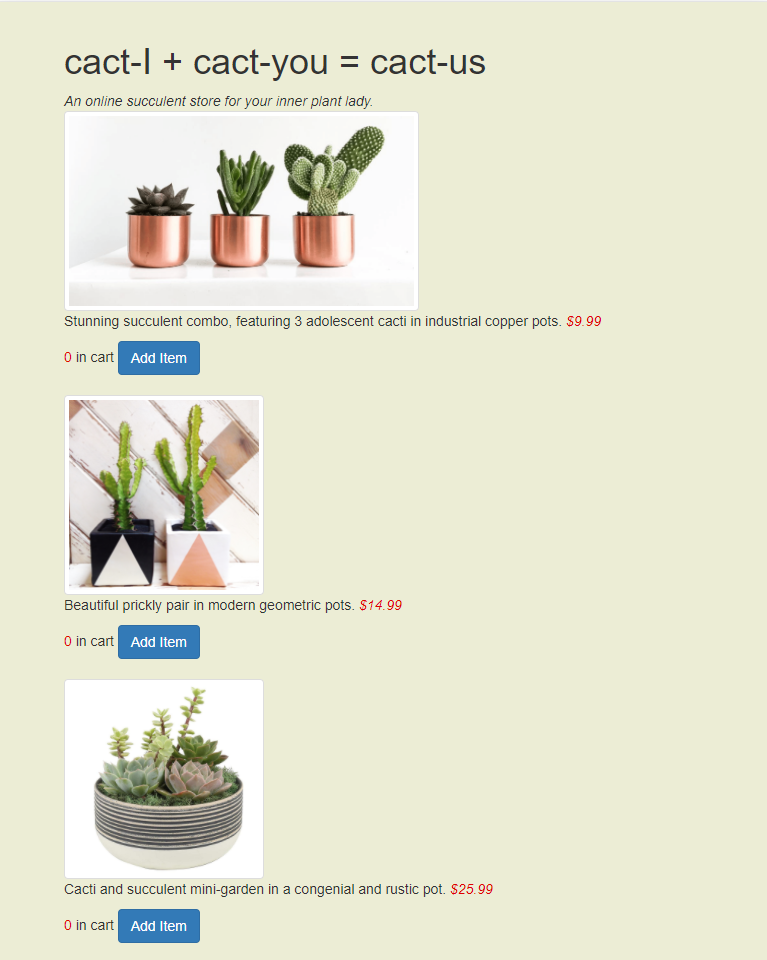 cact-I + cact-you = cact-us
An online succulent store for your inner plant lady.
Stunning succulent combo, featuring 3 adolescent cacti in industrial copper pots. $9.99
0 in cart Add Item
Beautiful prickly pair in modern geometric pots. $14.99
0 in cart Add Item
Cacti and succulent mini-garden in a congenial and rustic pot. $25.99
0 in cart Add Item